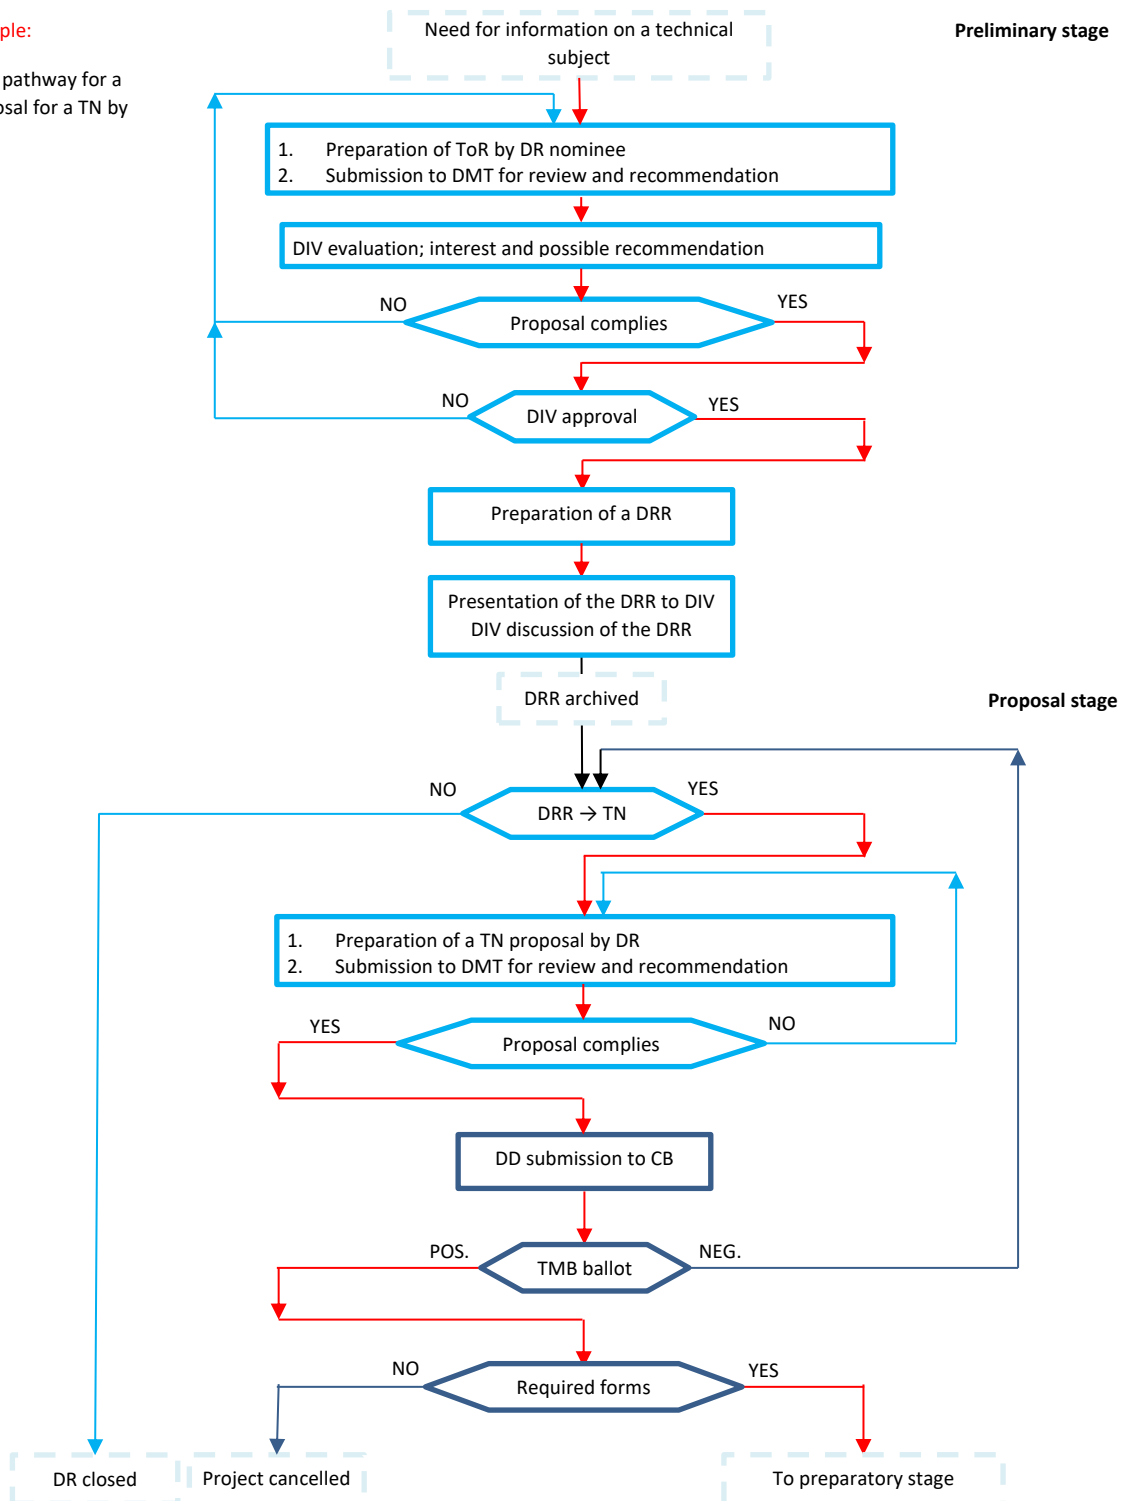 ple:
pathway for a
osal for a TN by
Need for information on a technical
subject
Preliminary stage
1. Preparation of ToR by DR nominee
2. Submission to DMT for review and recommendation
DIV evaluation; interest and possible recommendation
NO
Proposal complies
YES
NO
DIV approval
YES
Preparation of a DRR
Presentation of the DRR to DIV
DIV discussion of the DRR
DRR archived
Proposal stage
NO
DRR → TN
YES
1. Preparation of a TN proposal by DR
2. Submission to DMT for review and recommendation
YES
Proposal complies
NO
DD submission to CB
POS.
TMB ballot
NEG.
NO
Required forms
YES
DR closed
Project cancelled
To preparatory stage